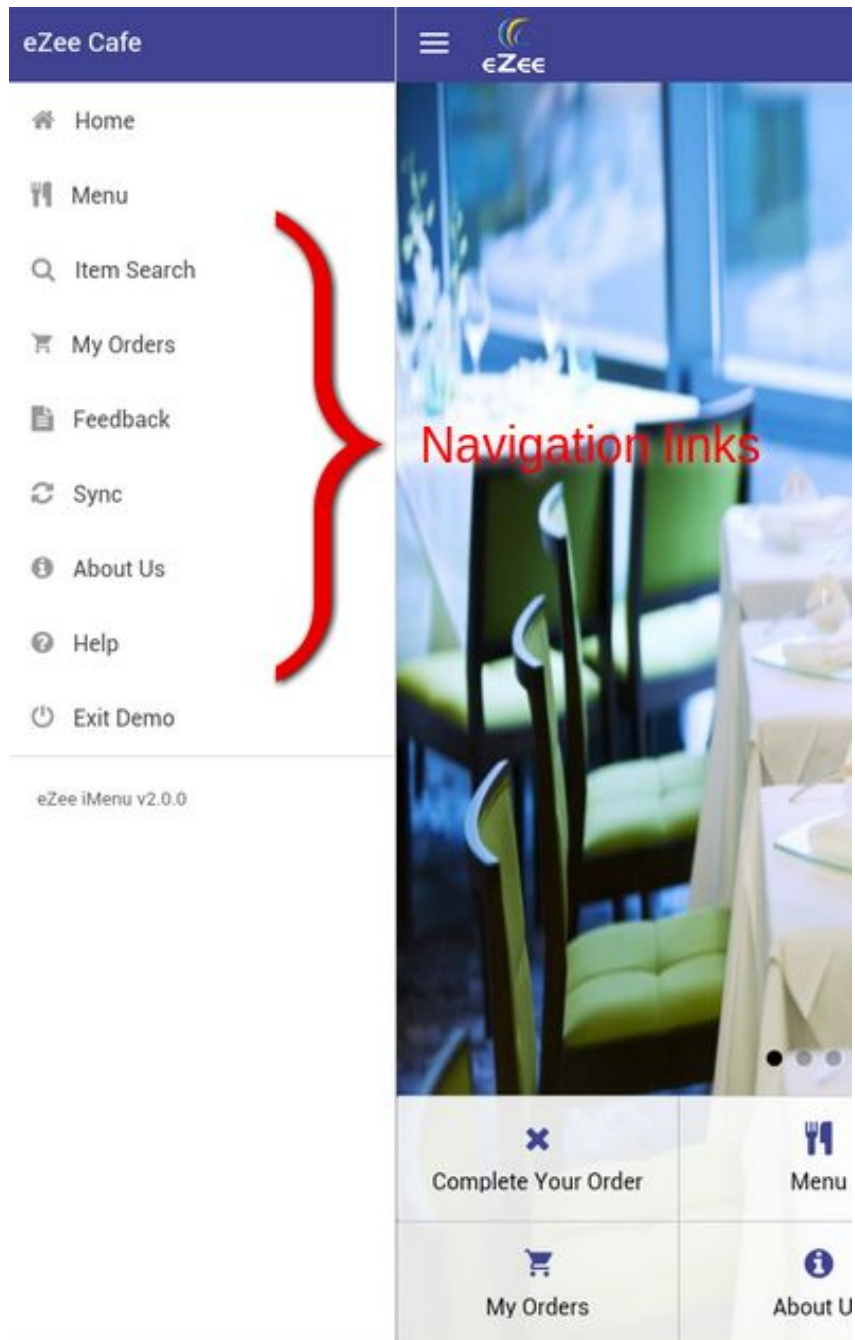 eZee Cafe
eZee
Home
Menu
Item Search
My Orders
Feedback
Sync
About Us
Help
Exit Demo
eZee iMenu v2.0.0
Navigation links
Complete Your Order
Menu
My Orders
About U